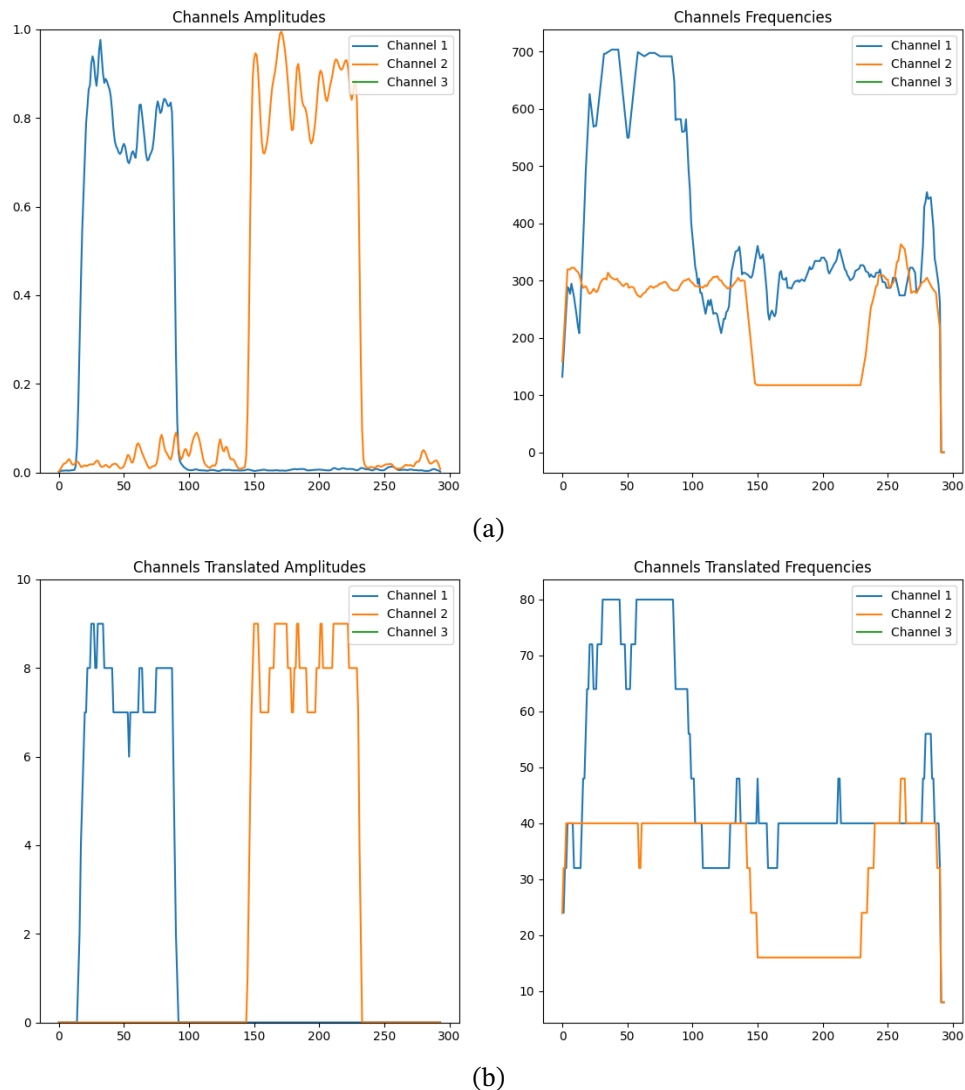 Channels Amplitudes
Channel 1
Channel 2
Channel 3
1.0
0.8
0.6
0.4
0.2
0.0
0 50 100 150 200 250 300
Channels Frequencies
Channel 1
Channel 2
Channel 3
700
600
500
400
300
200
100
0
0 50 100 150 200 250 300
(a)
Channels Translated Amplitudes
Channel 1
Channel 2
Channel 3
10
8
6
4
2
0
0 50 100 150 200 250 300
Channels Translated Frequencies
Channel 1
Channel 2
Channel 3
80
70
60
50
40
30
20
10
0 50 100 150 200 250 300
(b)